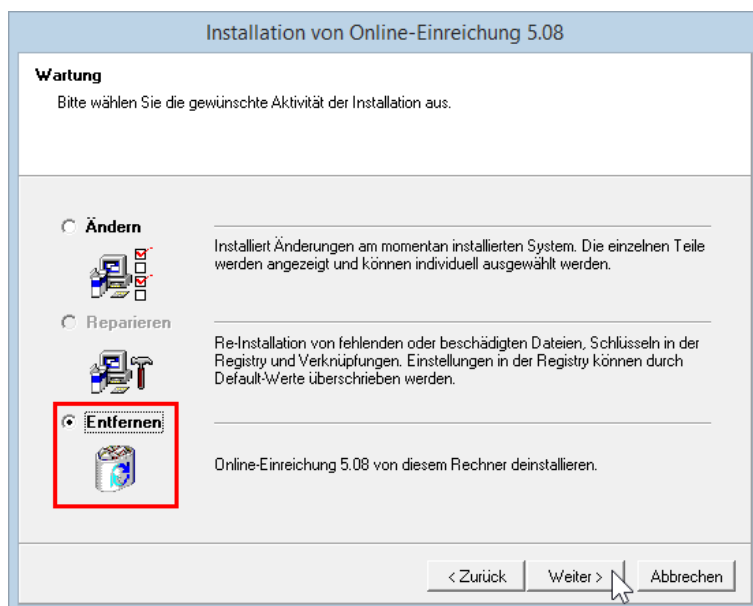 Installation von Online-Einreichung 5.08
Wartung
Bitte wählen Sie die gewünschte Aktivität der Installation aus.
Ändern
Installiert Änderungen am momentan installierten System. Die einzelnen Teile
werden angezeigt und können individuell ausgewählt werden.
Reparieren
Re-Installation von fehlenden oder beschädigten Dateien, Schlüsseln in der
Registry und Verknüpfungen. Einstellungen in der Registry können durch
Default-Werte überschrieben werden.
Entfernen
Online-Einreichung 5.08 von diesem Rechner deinstallieren.
< Zurück Weiter > Abbrechen